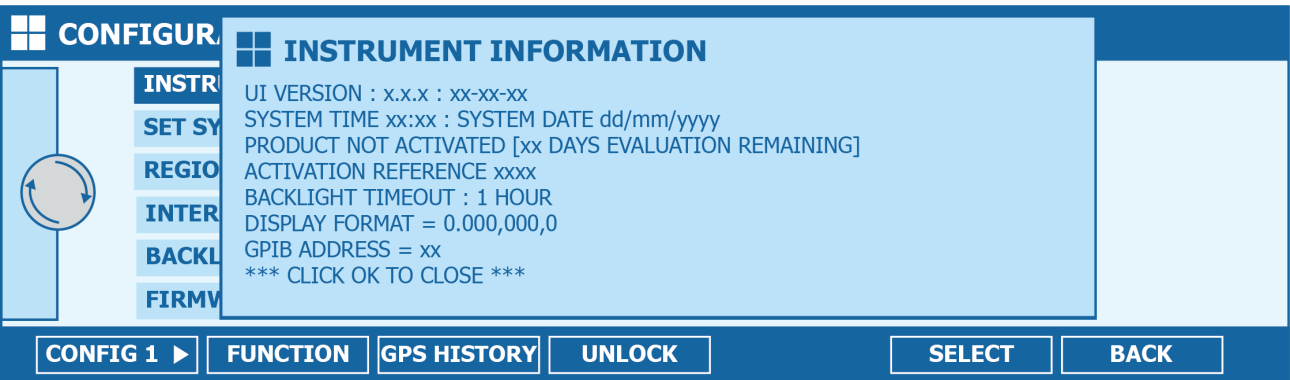 CONFIGUR
INSTRUMENT INFORMATION
INSTR
UI VERSION : x.x.x : xx-xx-xx
SET SY
SYSTEM TIME xx:xx : SYSTEM DATE dd/mm/yyyy
PRODUCT NOT ACTIVATED [xx DAYS EVALUATION REMAINING]
REGIO
ACTIVATION REFERENCE xxxx
BACKLIGHT TIMEOUT : 1 HOUR
INTER
DISPLAY FORMAT = 0.000,000,0
BACKL
GPIB ADDRESS = xx
*** CLICK OK TO CLOSE ***
FIRMW
CONFIG 1 ▶ FUNCTION GPS HISTORY UNLOCK SELECT BACK